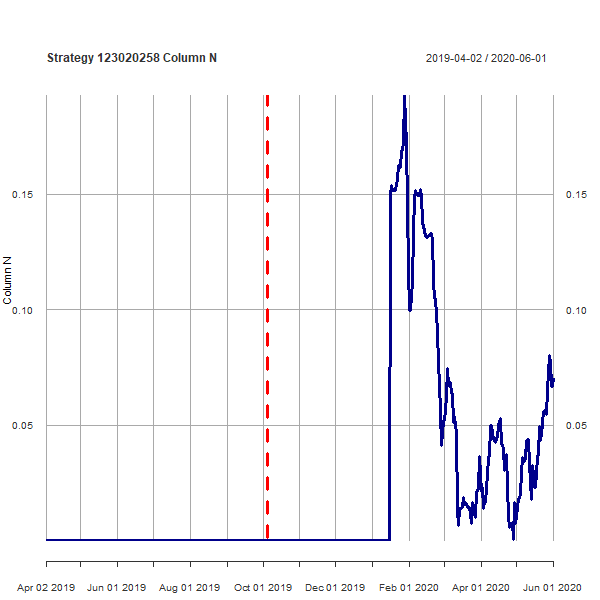 Strategy 123020258 Column N
2019-04-02 / 2020-06-01
Column N
0.15
0.15
0.10
0.10
0.05
0.05
Apr 02 2019
Jun 01 2019
Aug 01 2019
Oct 01 2019
Dec 01 2019
Feb 01 2020
Apr 01 2020
Jun 01 2020